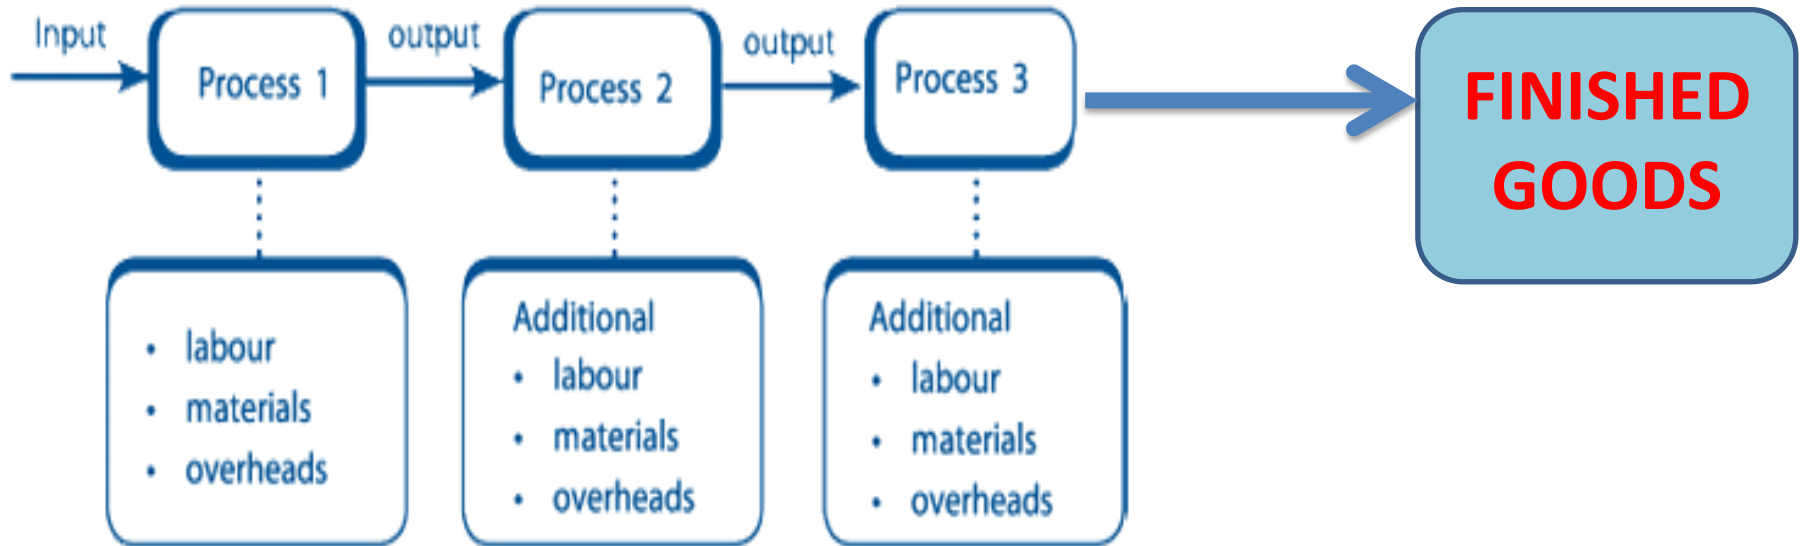 Input
Process 1
output
Process 2
output
Process 3
FINISHED
GOODS
• labour
• materials
• overheads
Additional
• labour
• materials
• overheads
Additional
• labour
• materials
• overheads